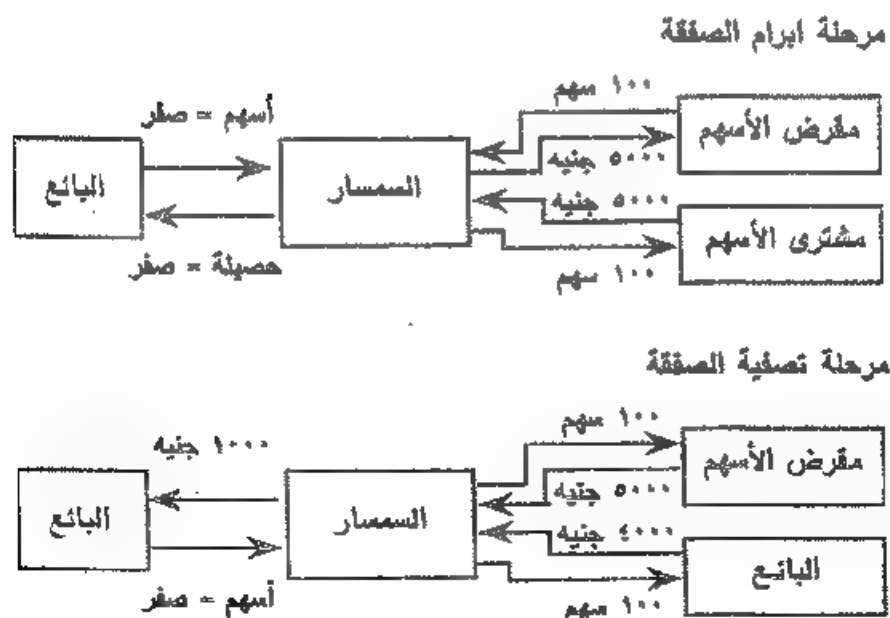 مرحلة ابرام الصفقة
١٠٠ سهم
مقرض الأسهم
٥٠٠٠ جنيه
أسهم = صفر
البائع
السمسار
حصيلة = صفر
٥٠٠٠ جنيه
مشترى الأسهم
١٠٠ سهم
مرحلة تصفية الصفقة
١٠٠ سهم
مقرض الأسهم
٥٠٠٠ جنيه
١٠٠٠ جنيه
البائع
السمسار
أسهم = صفر
٤٠٠٠ جنيه
البائع
١٠٠ سهم